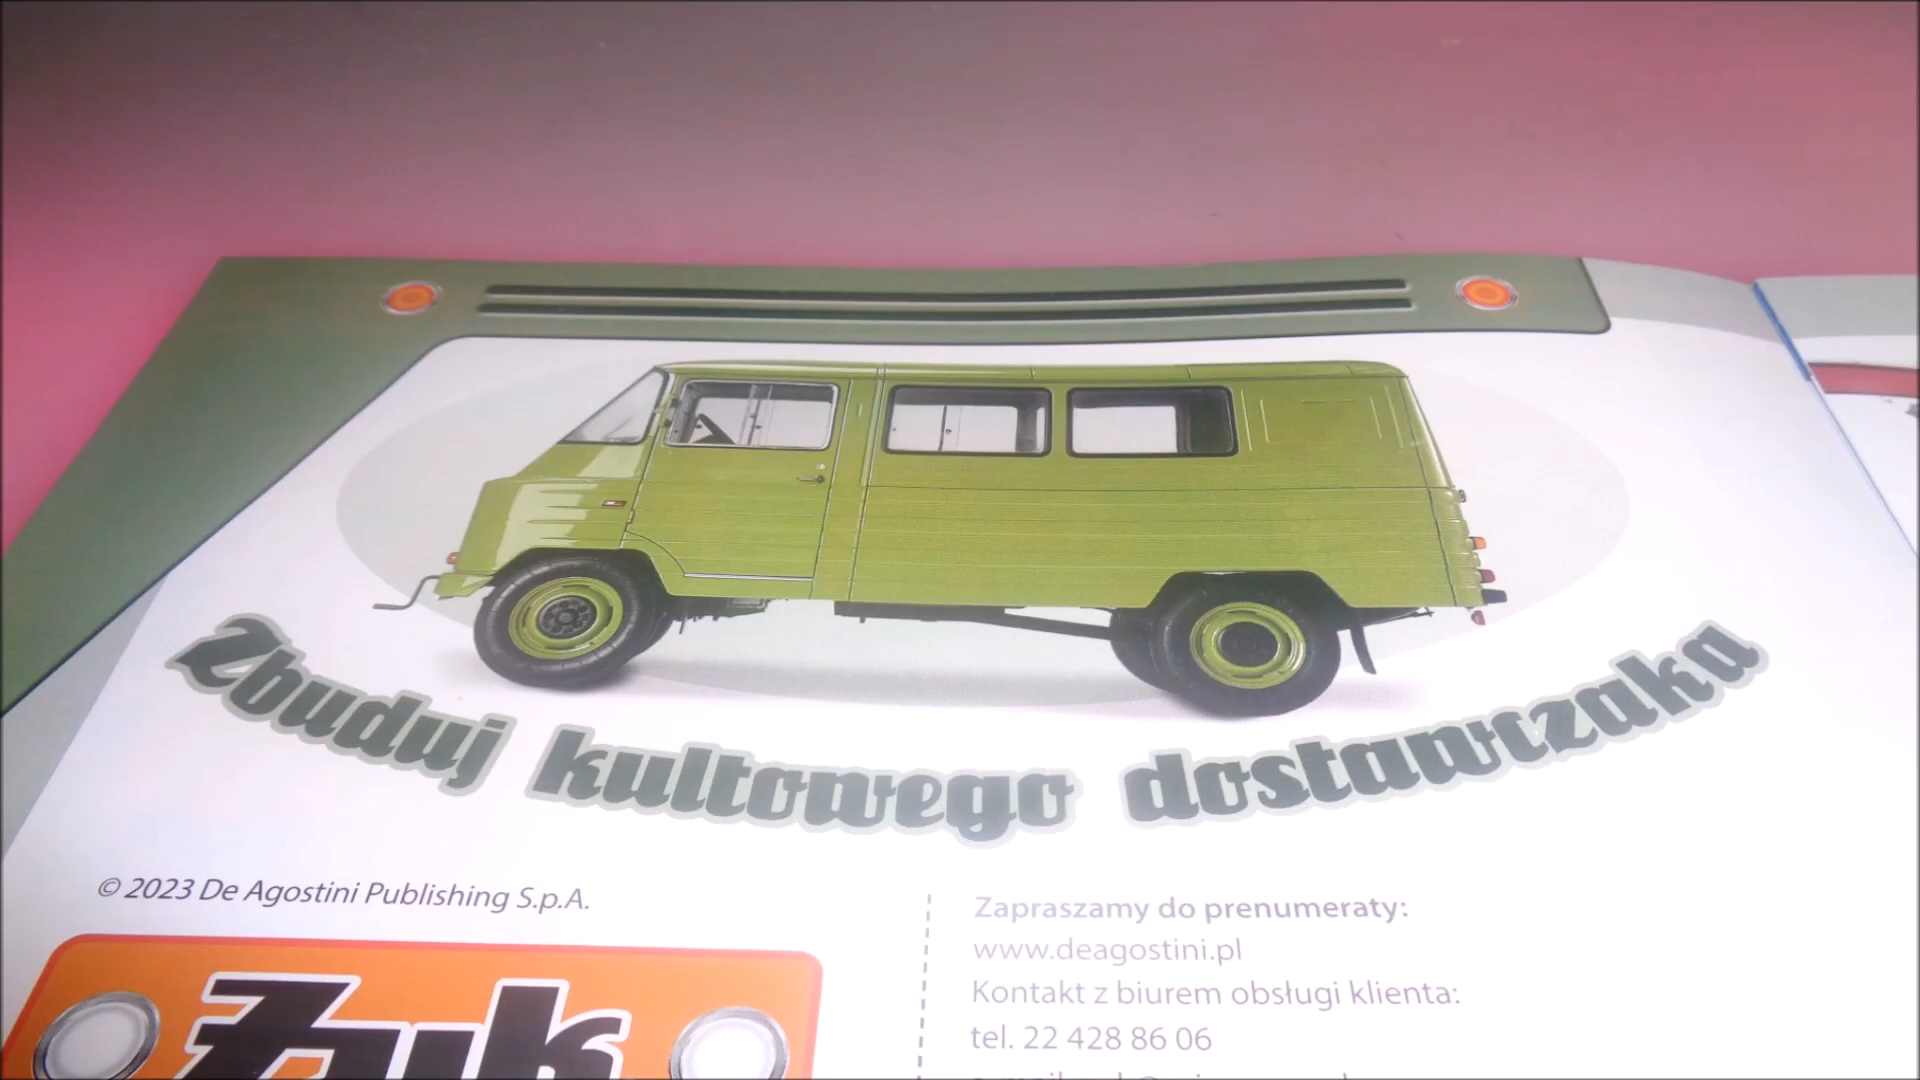 Zbuduj kultowego dostawczaka
© 2023 De Agostini Publishing S.p.A.
Żuk
Zapraszamy do prenumeraty:
www.deagostini.pl
Kontakt z biurem obsługi klienta:
tel. 22 428 86 06